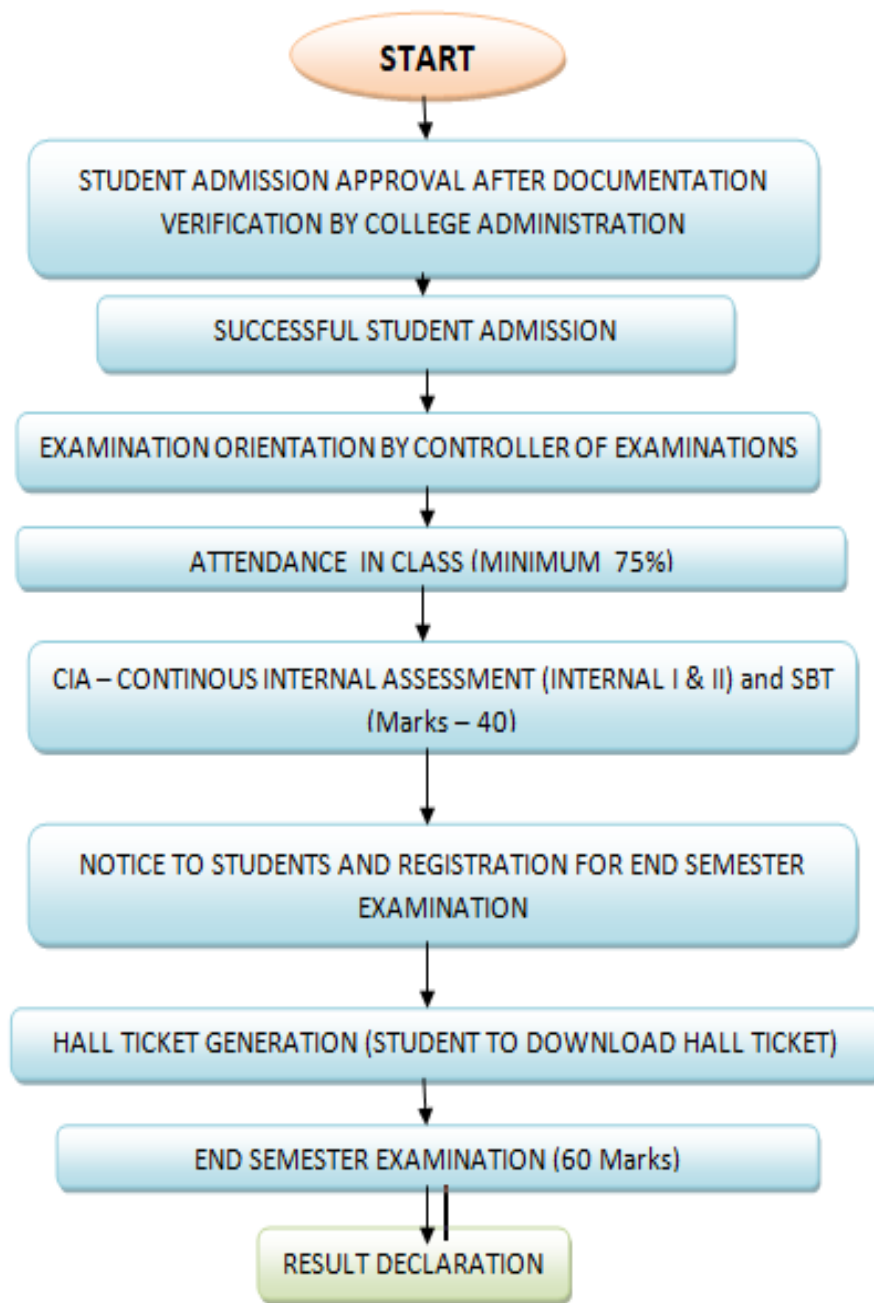 START
STUDENT ADMISSION APPROVAL AFTER DOCUMENTATION
VERIFICATION BY COLLEGE ADMINISTRATION
SUCCESSFUL STUDENT ADMISSION
EXAMINATION ORIENTATION BY CONTROLLER OF EXAMINATIONS
ATTENDANCE IN CLASS (MINIMUM 75%)
CIA – CONTINOUS INTERNAL ASSESSMENT (INTERNAL I & II) and SBT
(Marks – 40)
NOTICE TO STUDENTS AND REGISTRATION FOR END SEMESTER
EXAMINATION
HALL TICKET GENERATION (STUDENT TO DOWNLOAD HALL TICKET)
END SEMESTER EXAMINATION (60 Marks)
RESULT DECLARATION